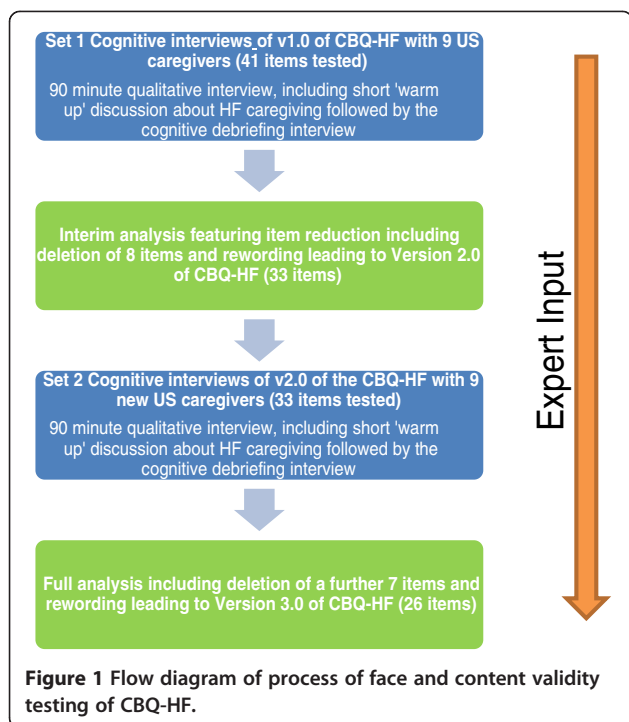 Set 1 Cognitive interviews of v1.0 of CBQ-HF with 9 US
caregivers (41 items tested)
90 minute qualitative interview, including short 'warm
up' discussion about HF caregiving followed by the
cognitive debriefing interview
Interim analysis featuring item reduction including
deletion of 8 items and rewording leading to Version 2.0
of CBQ-HF (33 items)
Set 2 Cognitive interviews of v2.0 of the CBQ-HF with 9
new US caregivers (33 items tested)
90 minute qualitative interview, including short 'warm
up' discussion about HF caregiving followed by the
cognitive debriefing interview
Full analysis including deletion of a further 7 items and
rewording leading to Version 3.0 of CBQ-HF (26 items)
Expert Input
Figure 1 Flow diagram of process of face and content validity
testing of CBQ-HF.